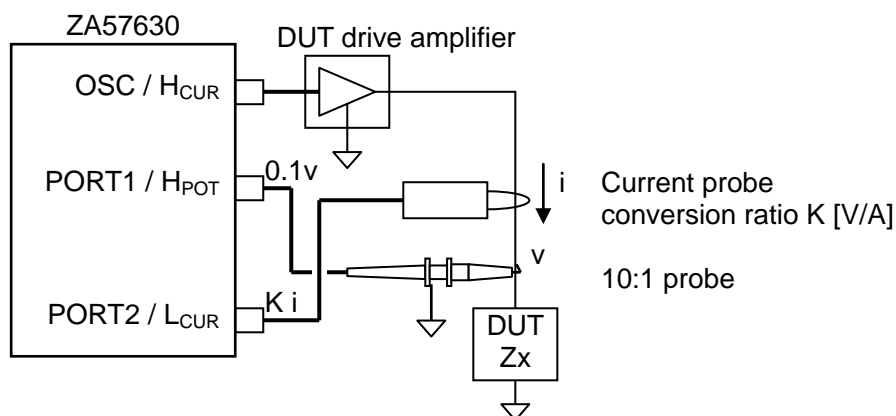 ZA57630
DUT drive amplifier
OSC / HCUR
PORT1 / HPOT
0.1v
i
Current probe
conversion ratio K [V/A]
v
10:1 probe
PORT2 / LCUR
K i
DUT
Zx